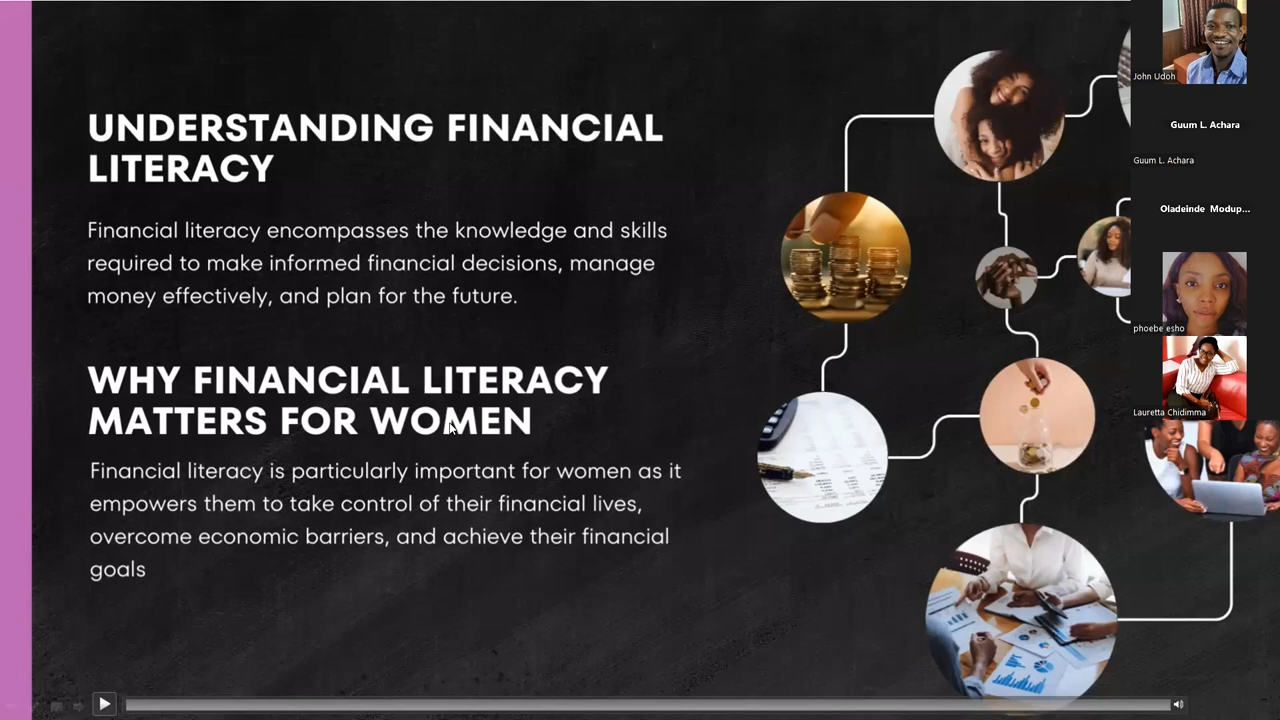 UNDERSTANDING FINANCIAL
LITERACY
Financial literacy encompasses the knowledge and skills
required to make informed financial decisions, manage
money effectively, and plan for the future.
WHY FINANCIAL LITERACY
MATTERS FOR WOMEN
Financial literacy is particularly important for women as it
empowers them to take control of their financial lives,
overcome economic barriers, and achieve their financial
goals
John Udoh
Guum L. Achara
Guum L. Achara
Oladeinde Modup...
phoebe esho
Lauretta Chidimma